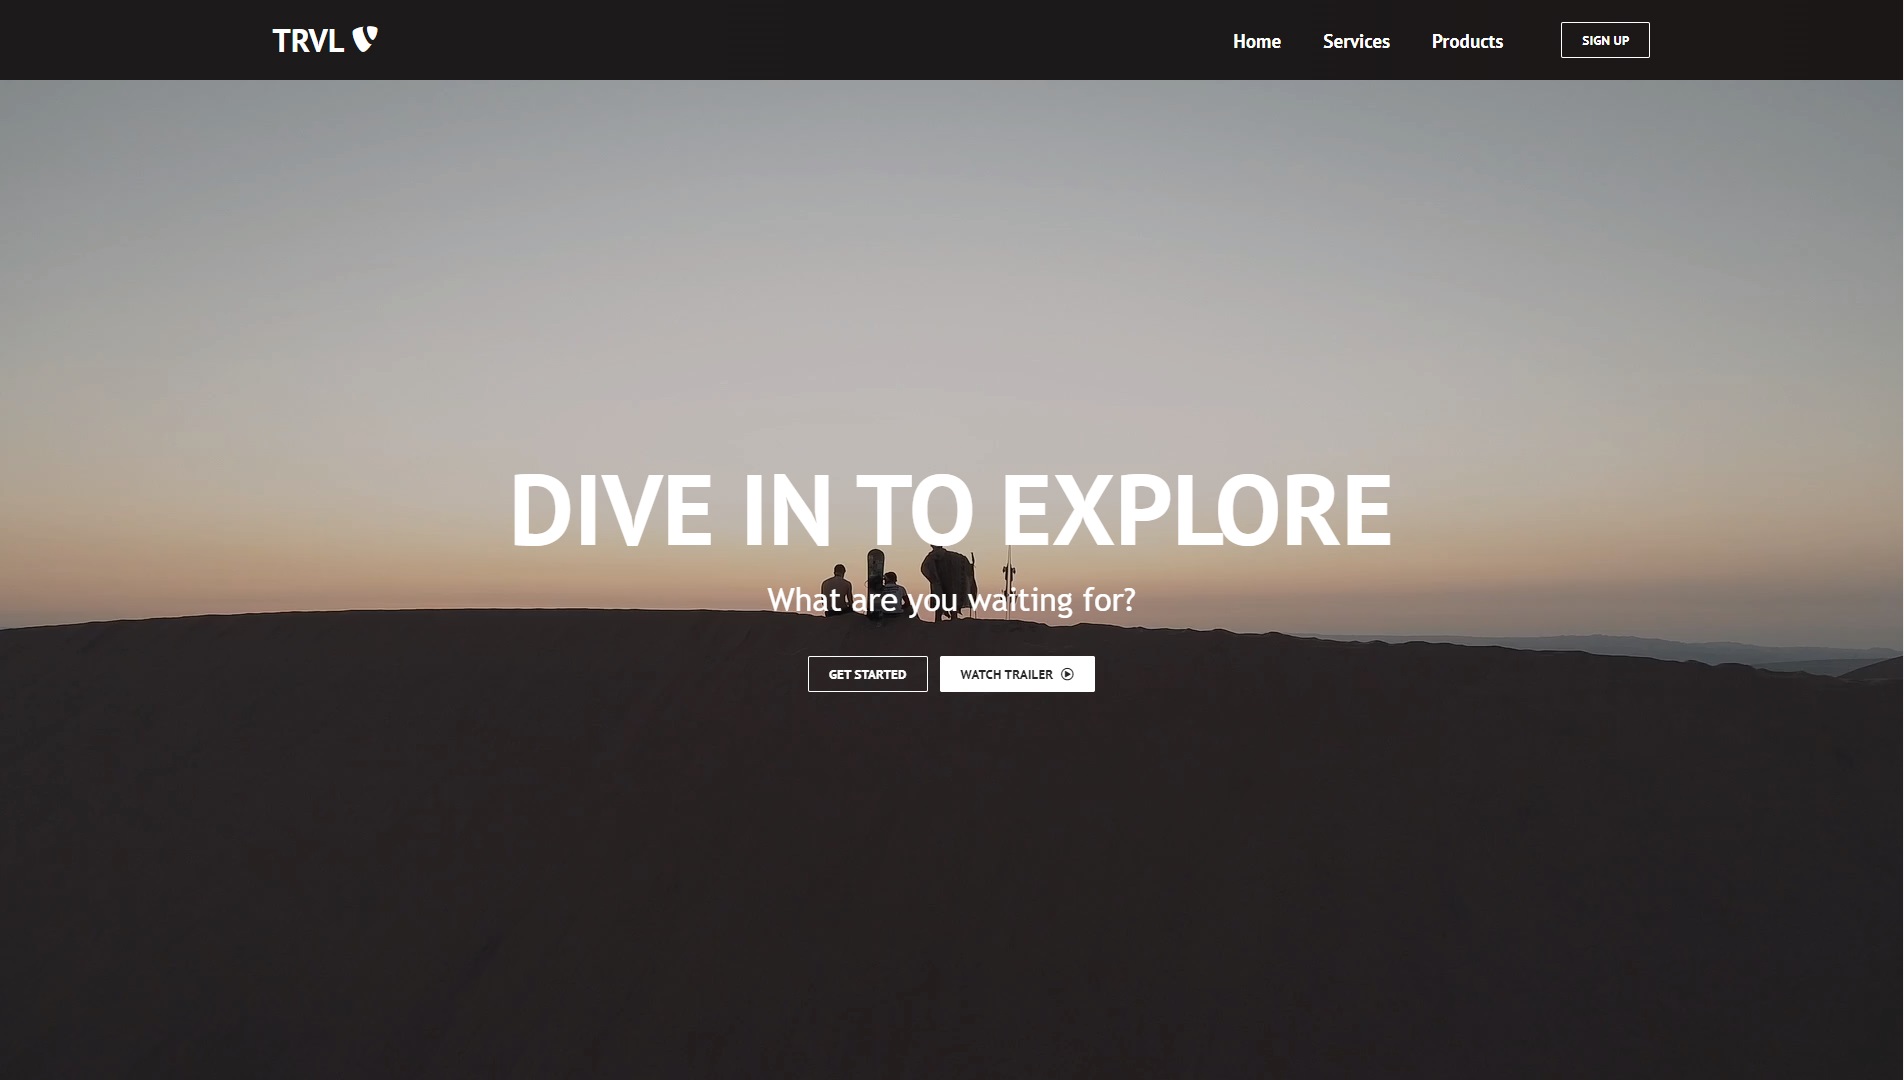 TRVL
Home Services Products SIGN UP
DIVE IN TO EXPLORE
What are you waiting for?
GET STARTED WATCH TRAILER